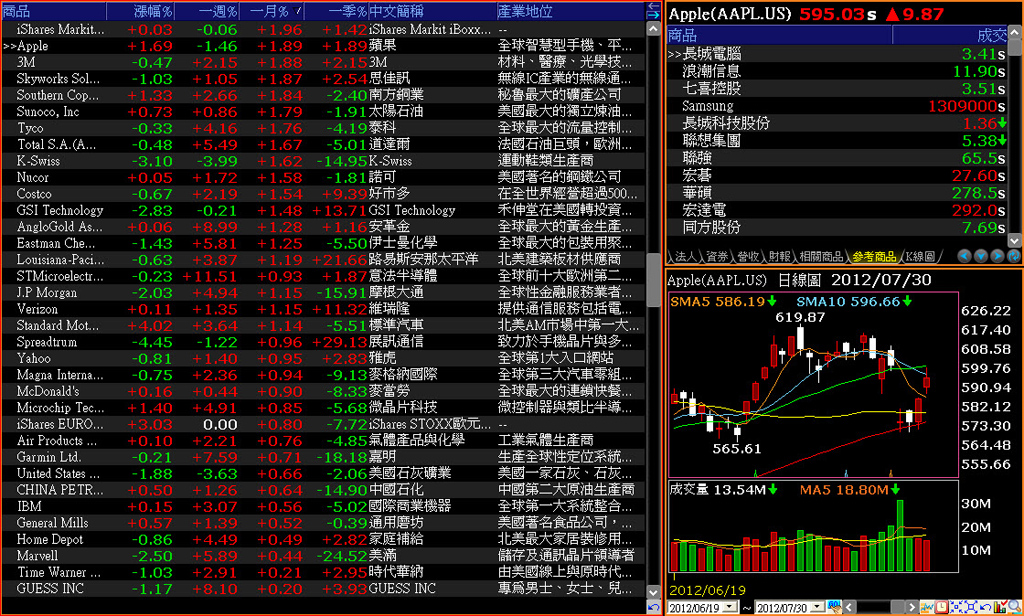 商品 漲幅% 一週% 一月% 一季% 中文簡稱 產業地位
iShares Markit... +0.03 -0.06 +1.96 +1.42 iShares Markit iBoxx... --
>>Apple +1.69 -1.46 +1.89 +1.89 蘋果 全球智慧型手機、平...
3M -0.47 +2.15 +1.88 +2.15 3M 材料、醫療、光學技...
Skyworks Sol... -1.03 +1.05 +1.87 +2.54 思佳訊 無線IC產業的無線通...
Southern Cop... +1.33 +2.66 +1.84 -2.40 南方銅業 秘魯最大的礦產公司
Sunoco, Inc +0.73 +0.86 +1.79 -1.91 太陽石油 美國最大的獨立煉油...
Tyco -0.33 +4.16 +1.76 -4.19 泰科 全球最大的流量控制...
Total S.A.(A... -0.48 +5.49 +1.67 -5.01 道達爾 法國石油巨頭，歐洲...
K-Swiss -3.10 -3.99 +1.62 -14.95 K-Swiss 運動鞋類生產商
Nucor +0.05 +1.72 +1.58 -1.81 諾可 美國著名的鋼鐵公司
Costco -0.67 +2.19 +1.54 +9.39 好市多 在全世界經營超過500...
GSI Technology -2.83 -0.21 +1.48 +13.71 GSI Technology 禾伸堂在美國轉投資...
AngloGold As... +0.06 +8.99 +1.28 +1.16 安革金 全球最大的黃金生產...
Eastman Che... -1.43 +5.81 +1.25 -5.50 伊士曼化學 全球最大的包裝用聚...
Louisiana-Paci... -0.63 +3.87 +1.19 +21.66 路易斯安那太平洋 北美建築板材供應商
STMicroelectr... -0.23 +11.51 +0.93 +1.87 意法半導體 全球前十大歐洲第二...
J.P Morgan -2.03 +4.94 +1.15 -15.91 摩根大通 全球性金融服務業者...
Verizon +0.11 +1.35 +1.15 +11.32 維瑞隆 提供通信服務包括電...
Standard Mot... +4.02 +3.64 +1.14 -5.51 標準汽車 北美AM市場中第一大...
Spreadtrum -4.45 -1.22 +0.96 +29.13 展訊通信 致力於手機晶片與多...
Yahoo -0.81 +1.40 +0.95 +2.83 雅虎 全球第1大入口網站
Magna Interna... -0.75 +2.36 +0.94 -9.13 麥格納國際 全球第三大汽車零組...
McDonald's +0.16 +0.44 +0.90 -8.33 麥當勞 全球最大的連鎖快餐...
Microchip Tec... +1.40 +4.91 +0.85 -5.68 微晶片科技 微控制器與類比半導...
iShares EURO... +3.03 0.00 +0.80 -7.72 iShares STOXX歐元... --
Air Products ... +0.10 +2.21 +0.76 -4.85 氣體產品與化學 工業氣體生產商
Garmin Ltd. -0.21 +7.59 +0.71 -18.18 嘉明 全球生產性定位系統...
United States ... -1.88 -3.63 +0.66 -2.06 美國石灰礦業 美國一家石灰、石灰...
CHINA PETR... +0.50 +1.26 +0.64 -14.90 中國石化 中國第二大原油生產商
IBM +0.15 +3.07 +0.56 -5.02 國際商業機器 全球第一大系統整合...
General Mills +0.57 +1.39 +0.52 -0.39 通用磨坊 美國著名食品公司，...
Home Depot -0.86 +4.49 +0.49 +2.82 家庭補給 北美最大家居裝修用...
Marvell -2.50 +5.89 +0.44 -24.52 美滿 儲存及通訊晶片領導者
Time Warner ... -1.03 +2.91 +0.21 +2.95 時代華納 由美國線上與原時代...
GUESS INC -1.17 +8.10 +0.20 +3.93 GUESS INC 專為男士、女士、兒...
Apple(AAPL.US) 595.03s ▲9.87
商品 成交
>>長城電腦 3.41s
浪潮信息 11.90s
七喜控股 3.51s
Samsung 1309000s
長城科技股份 1.36↓
聯想集團 5.38↓
聯強 65.5s
宏碁 27.60s
華碩 278.5s
宏達電 292.0s
同方股份 7.69s
法人 資券 營收 財報 相關商品 參考商品 K線圖
Apple(AAPL.US) 日線圖 2012/07/30
SMA5 586.19↓ SMA10 596.66↓
619.87
565.61
626.22
617.40
608.58
599.76
590.94
582.12
573.30
564.48
555.66
成交量 13.54M↓ MA5 18.80M↓
30M
20M
10M
2012/06/19
2012/06/19 ~ 2012/07/30